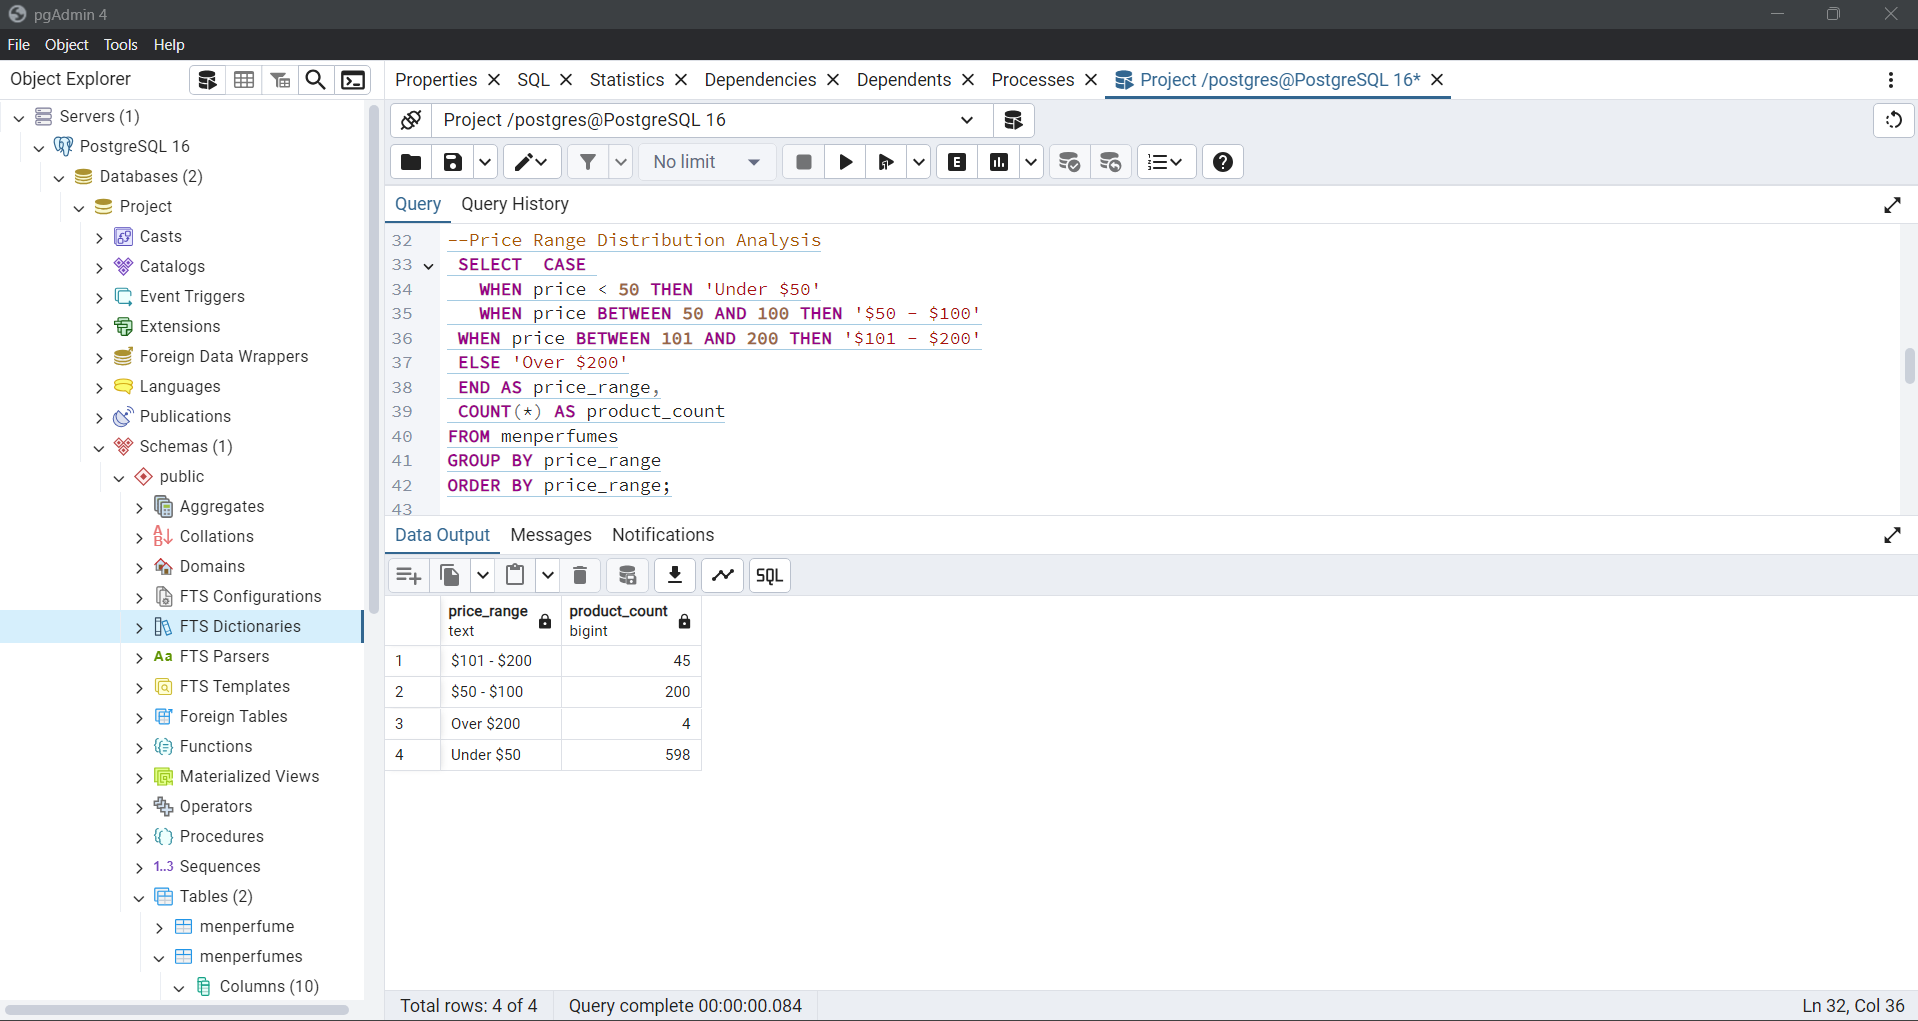 pgAdmin 4
File Object Tools Help
Object Explorer
Properties SQL Statistics Dependencies Dependents Processes Project /postgres@PostgreSQL 16*
Servers (1)
PostgreSQL 16
Databases (2)
Project
Casts
Catalogs
Event Triggers
Extensions
Foreign Data Wrappers
Languages
Publications
Schemas (1)
public
Aggregates
Collations
Domains
FTS Configurations
FTS Dictionaries
Aa FTS Parsers
FTS Templates
Foreign Tables
Functions
Materialized Views
Operators
Procedures
1..3 Sequences
Tables (2)
menperfume
menperfumes
Columns (10)
Project /postgres@PostgreSQL 16
No limit
E
Query Query History
32 --Price Range Distribution Analysis
33 SELECT CASE
34 WHEN price < 50 THEN 'Under $50'
35 WHEN price BETWEEN 50 AND 100 THEN '$50 - $100'
36 WHEN price BETWEEN 101 AND 200 THEN '$101 - $200'
37 ELSE 'Over $200'
38 END AS price_range,
39 COUNT(*) AS product_count
40 FROM menperfumes
41 GROUP BY price_range
42 ORDER BY price_range;
43
Data Output Messages Notifications
SQL
price_range product_count
text bigint
1 $101 - $200 45
2 $50 - $100 200
3 Over $200 4
4 Under $50 598
Total rows: 4 of 4 Query complete 00:00:00.084 Ln 32, Col 36